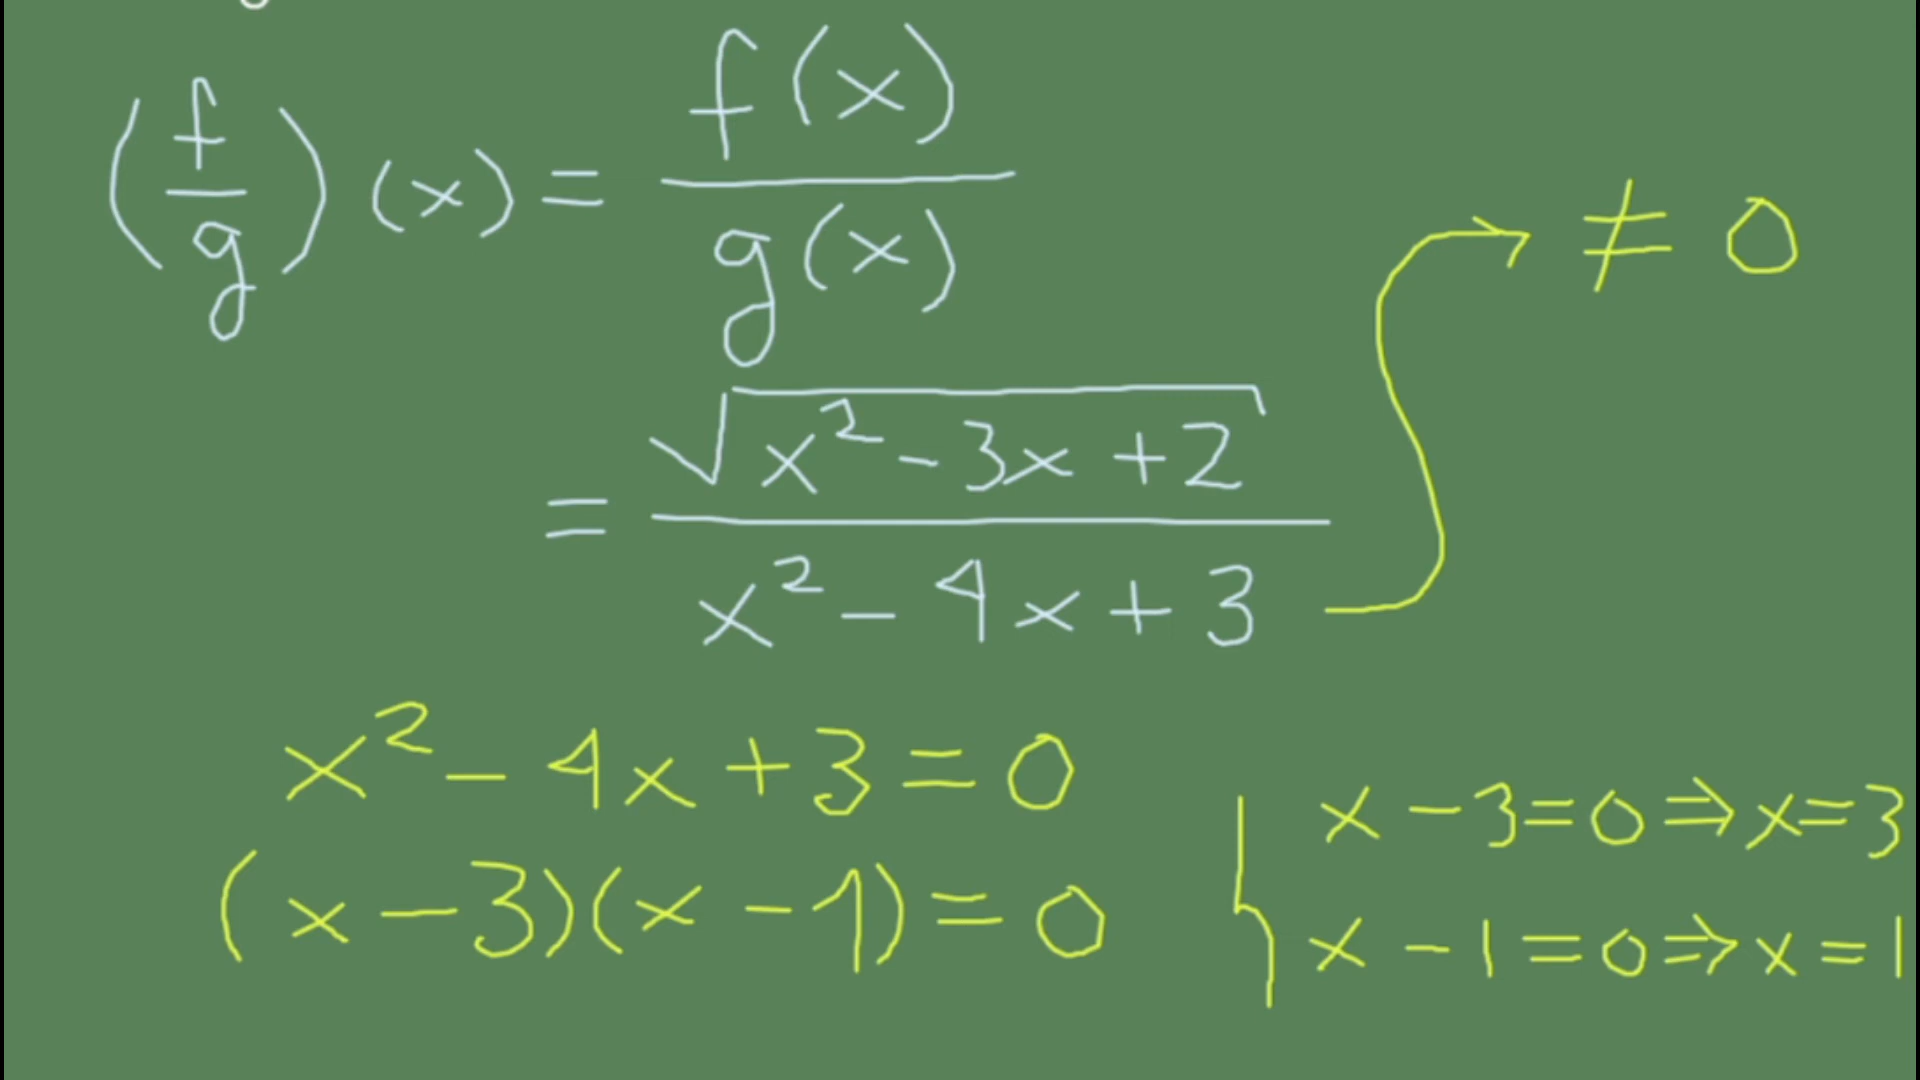 (f/g)(x) = f(x)/g(x)
= √(x² - 3x + 2)/(x² - 4x + 3) ≠ 0
x² - 4x + 3 = 0
(x - 3)(x - 1) = 0
x - 3 = 0 ⇒ x = 3
x - 1 = 0 ⇒ x = 1